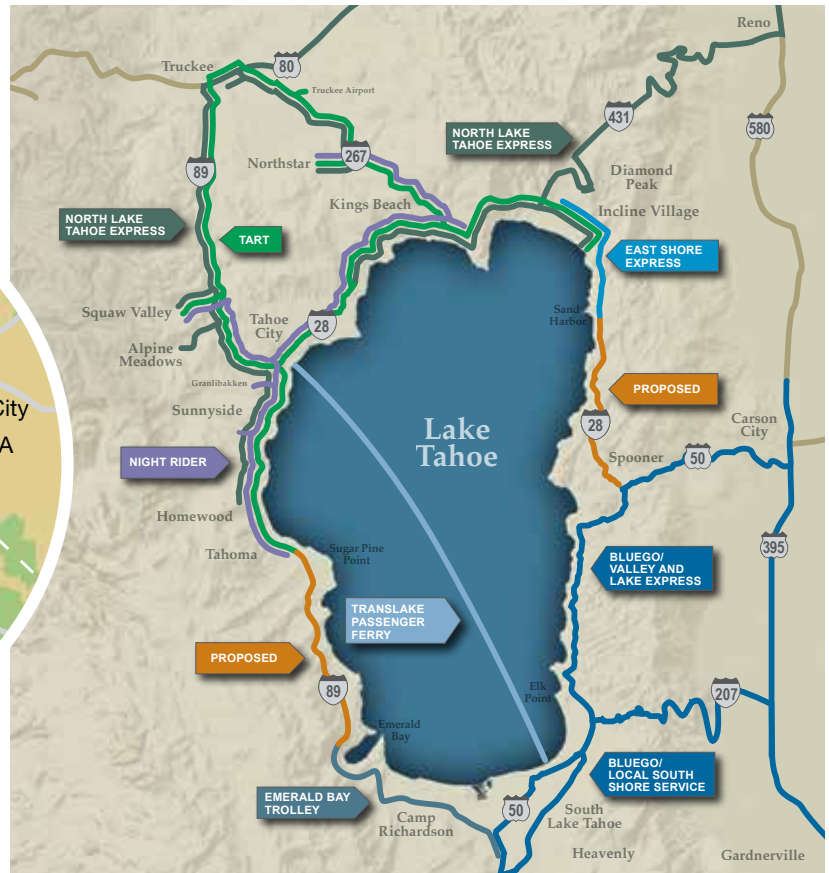 Reno
Truckee
80
Truckee Airport
431
580
NORTH LAKE
TAHOE EXPRESS
267
Northstar
89
Diamond
Peak
Kings Beach
Incline Village
NORTH LAKE
TAHOE EXPRESS
TART
EAST SHORE
EXPRESS
Squaw Valley
Tahoe
City
28
Sand
Harbor
Alpine
Meadows
Granlibakken
PROPOSED
City
Sunnyside
Lake
Tahoe
28
Carson
City
A
NIGHT RIDER
Spooner
50
Homewood
Tahoma
Sugar Pine
Point
395
BLUEGO/
VALLEY AND
LAKE EXPRESS
TRANSLAKE
PASSENGER
FERRY
PROPOSED
89
Elk
Point
207
Emerald
Bay
BLUEGO/
LOCAL SOUTH
SHORE SERVICE
EMERALD BAY
TROLLEY
Camp
Richardson
50
South
Lake Tahoe
Heavenly
Gardnerville